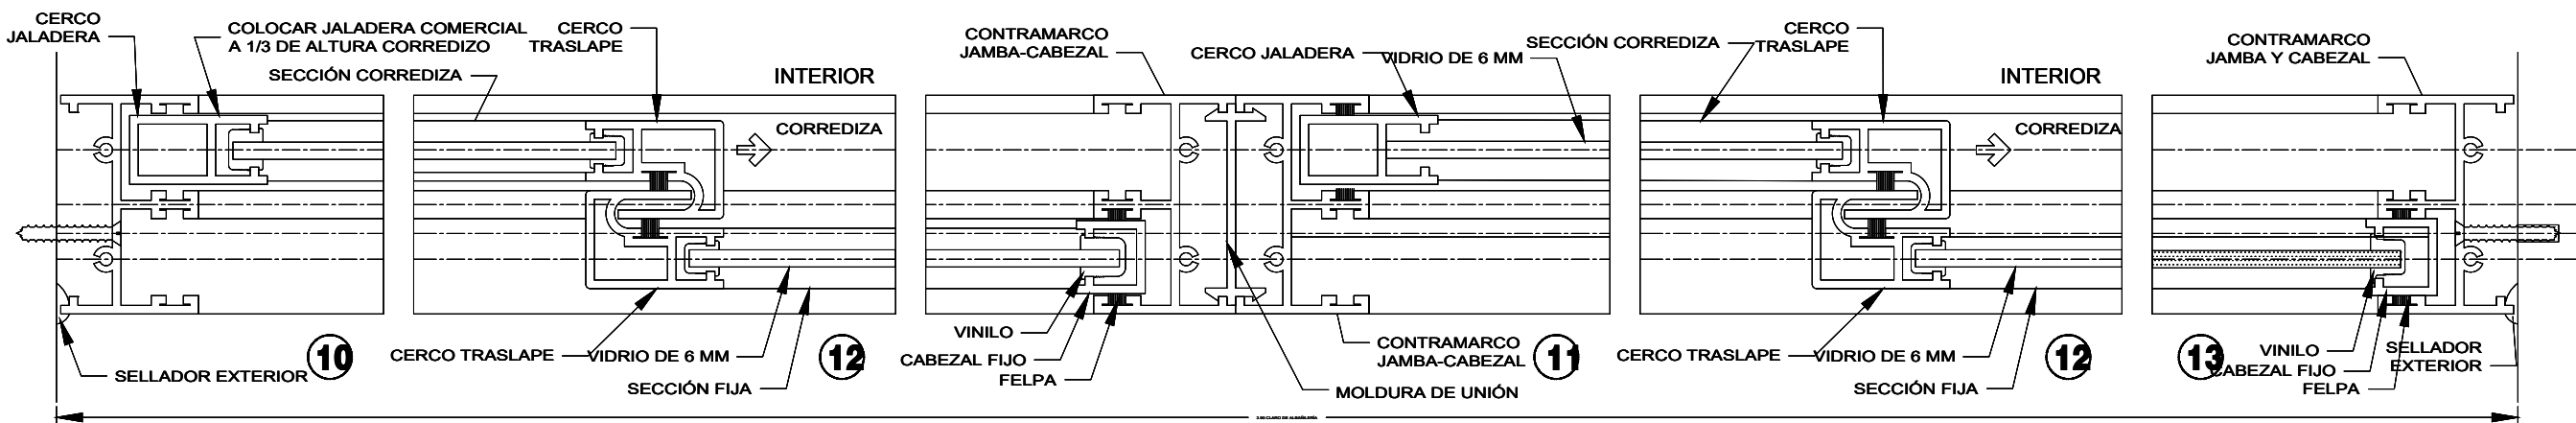 CERCO
JALADERA
COLOCAR JALADERA COMERCIAL
A 1/3 DE ALTURA CORREDIZO
SECCIÓN CORREDIZA
CERCO
TRASLAPE
INTERIOR
CORREDIZA
CONTRAMARCO
JAMBA-CABEZAL
CERCO JALADERA
VIDRIO DE 6 MM
SECCIÓN CORREDIZA
CERCO
TRASLAPE
INTERIOR
CORREDIZA
CONTRAMARCO
JAMBA Y CABEZAL
SELLADOR EXTERIOR
10
CERCO TRASLAPE
VIDRIO DE 6 MM
SECCIÓN FIJA
12
VINILO
CABEZAL FIJO
FELPA
MOLDURA DE UNIÓN
CONTRAMARCO
JAMBA-CABEZAL
11
CERCO TRASLAPE
VIDRIO DE 6 MM
SECCIÓN FIJA
12
13
VINILO
CABEZAL FIJO
FELPA
SELLADOR
EXTERIOR
CLARO DE ALBAÑILERÍA